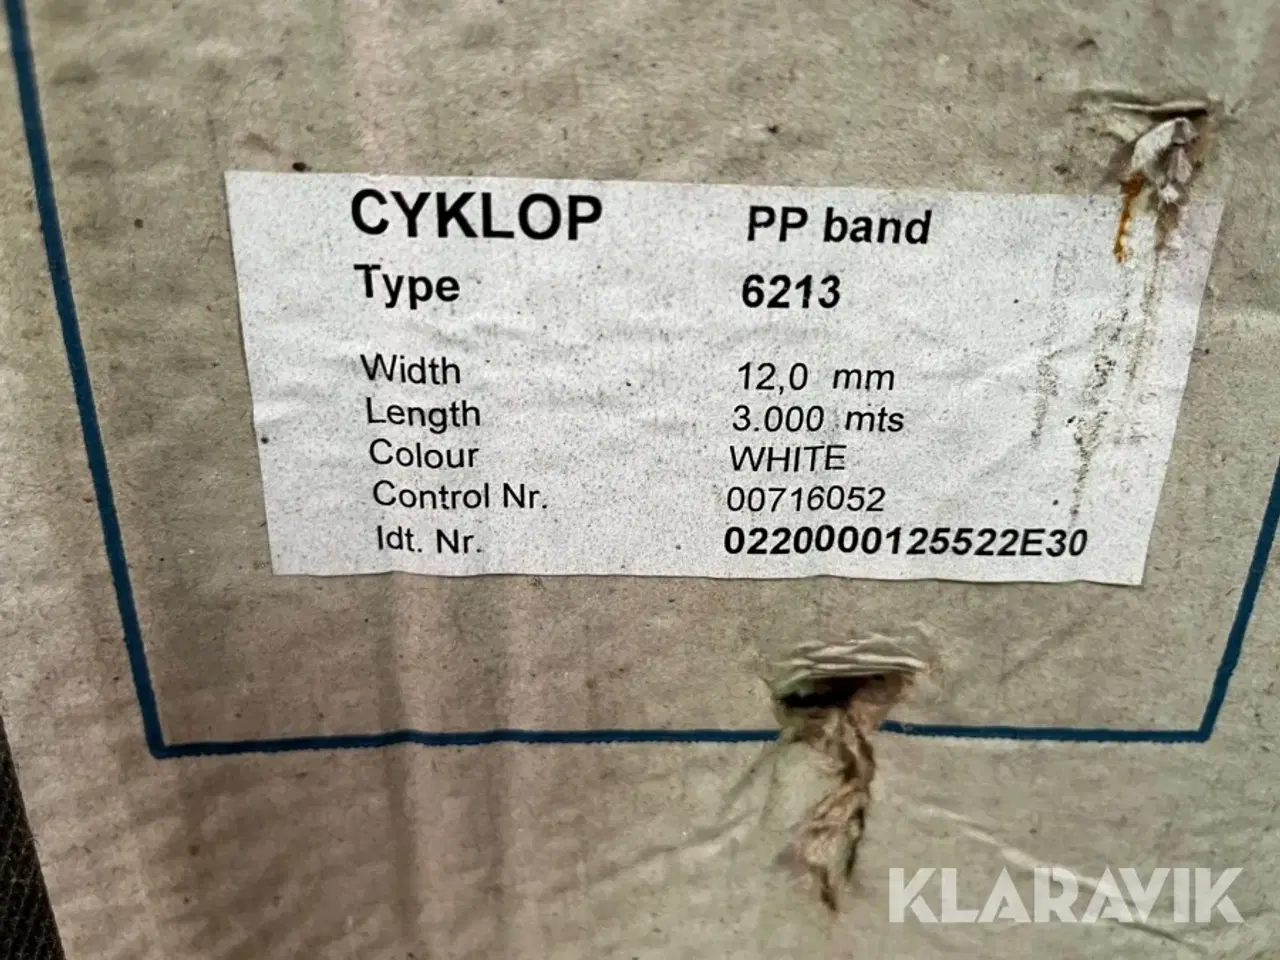 CYKLOP PP band
Type 6213
Width 12,0 mm
Length 3.000 mts
Colour WHITE
Control Nr. 00716052
Idt. Nr. 0220000125522E30
KLARAVIK